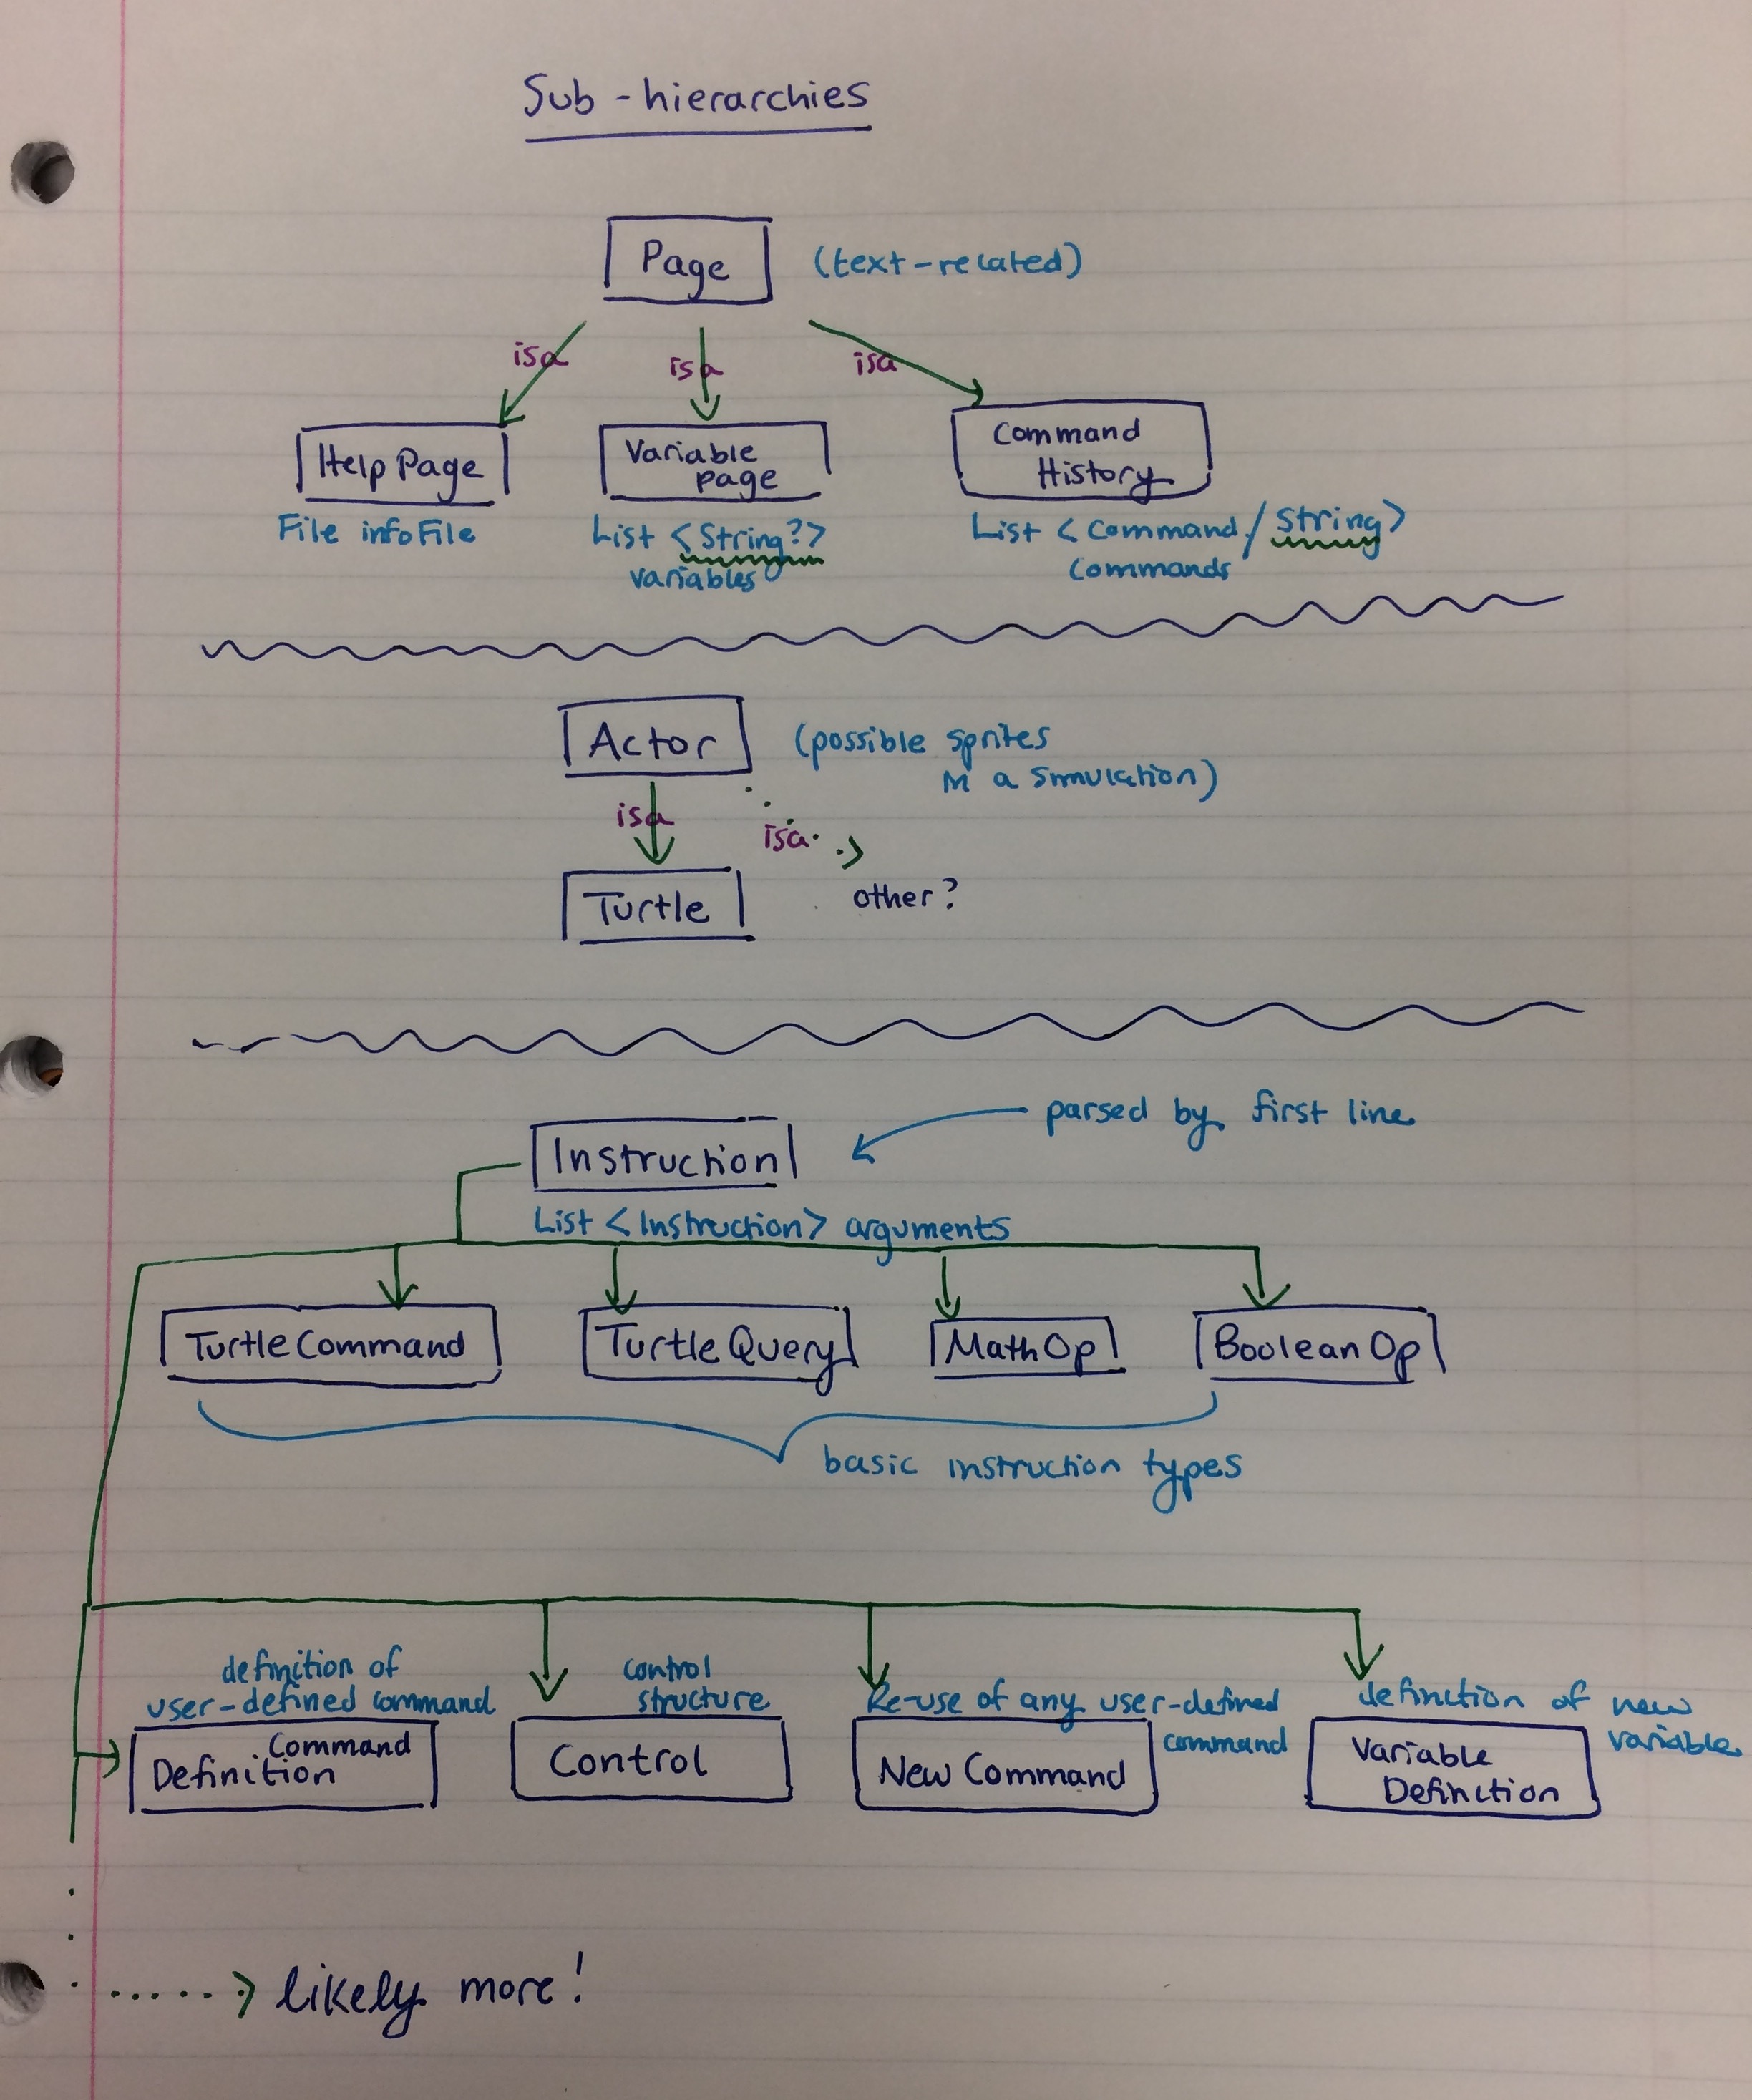 Sub-hierarchies
Page
(text-related)
isa
isa
isa
Help Page
Variable
page
Command
History
File infoFile
List <String?>
variables
List <Command/String>
Commands
Actor
(possible sprites
in a simulation)
isa
isa
Turtle
other?
parsed by first line
Instruction
List <Instruction> arguments
TurtleCommand
TurtleQuery
MathOp
BooleanOp
basic instruction types
definition of
user-defined command
control
structure
Re-use of any user-defined
command
definition of new
variable
Command
Definition
Control
New Command
Variable
Definition
likely more!